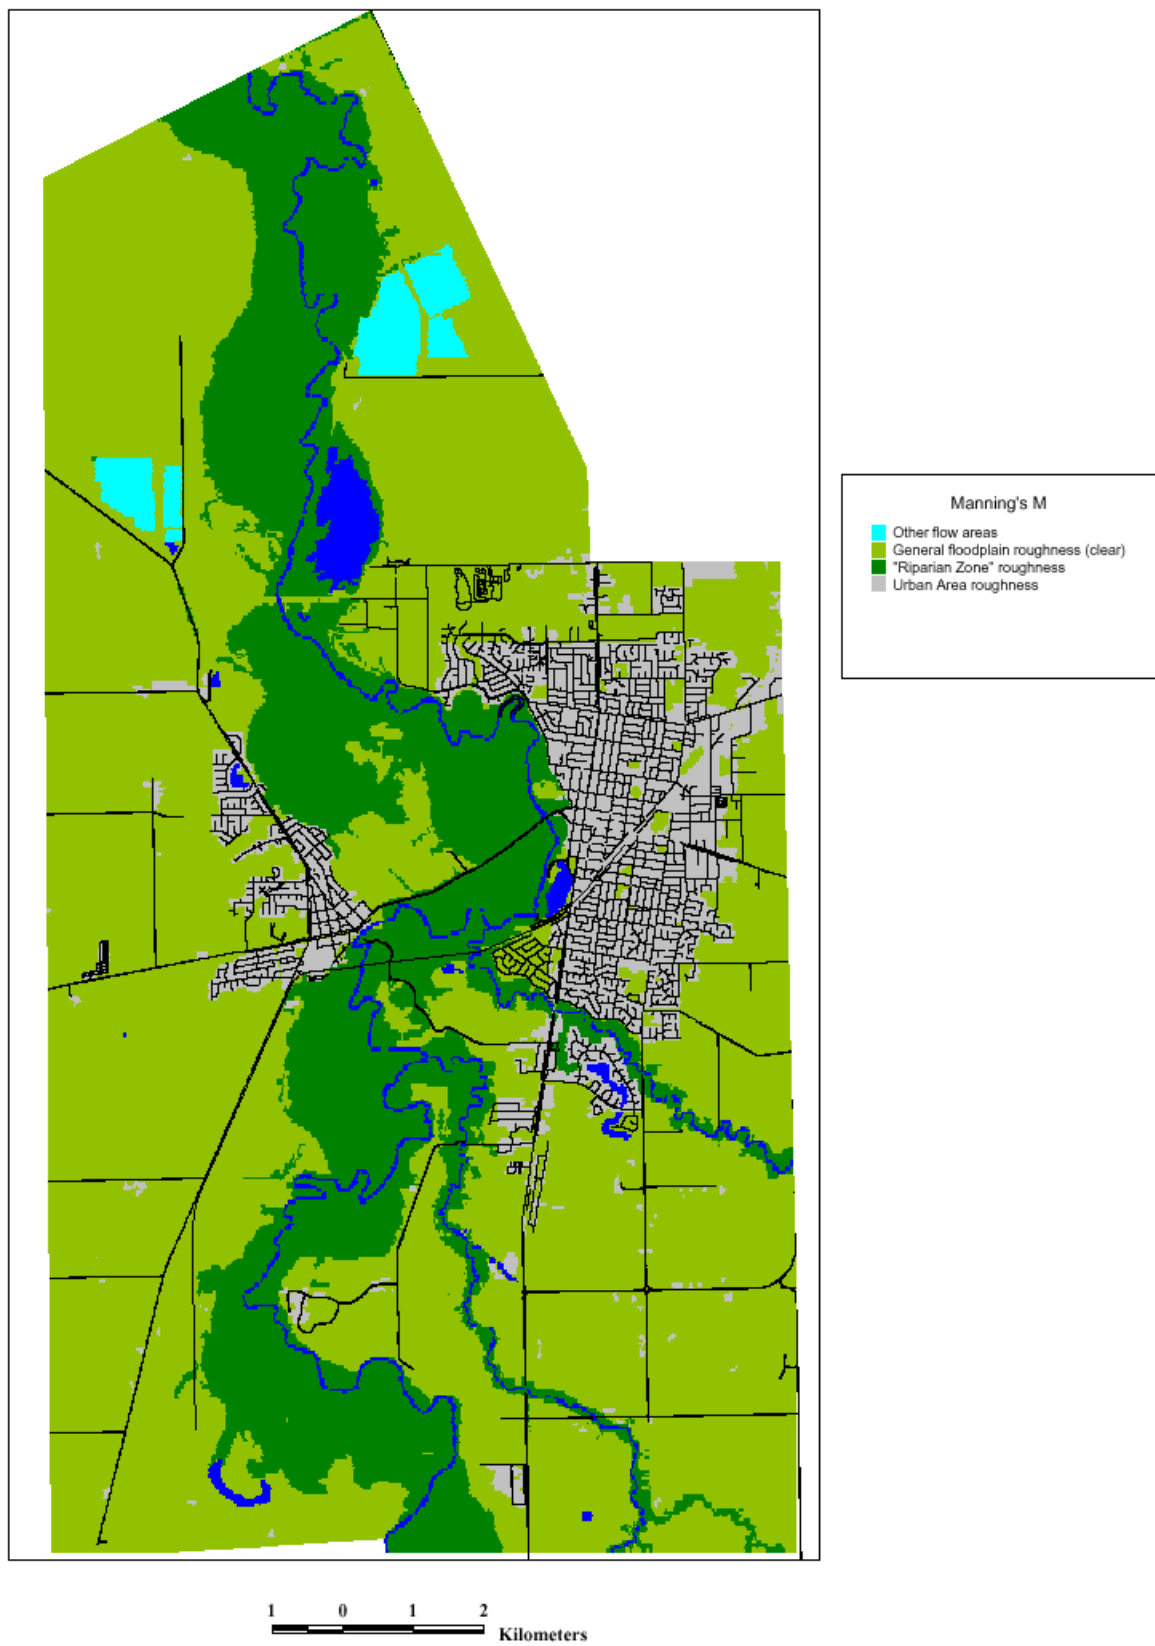 Manning's M
Other flow areas
General floodplain roughness (clear)
"Riparian Zone" roughness
Urban Area roughness
1 0 1 2
Kilometers